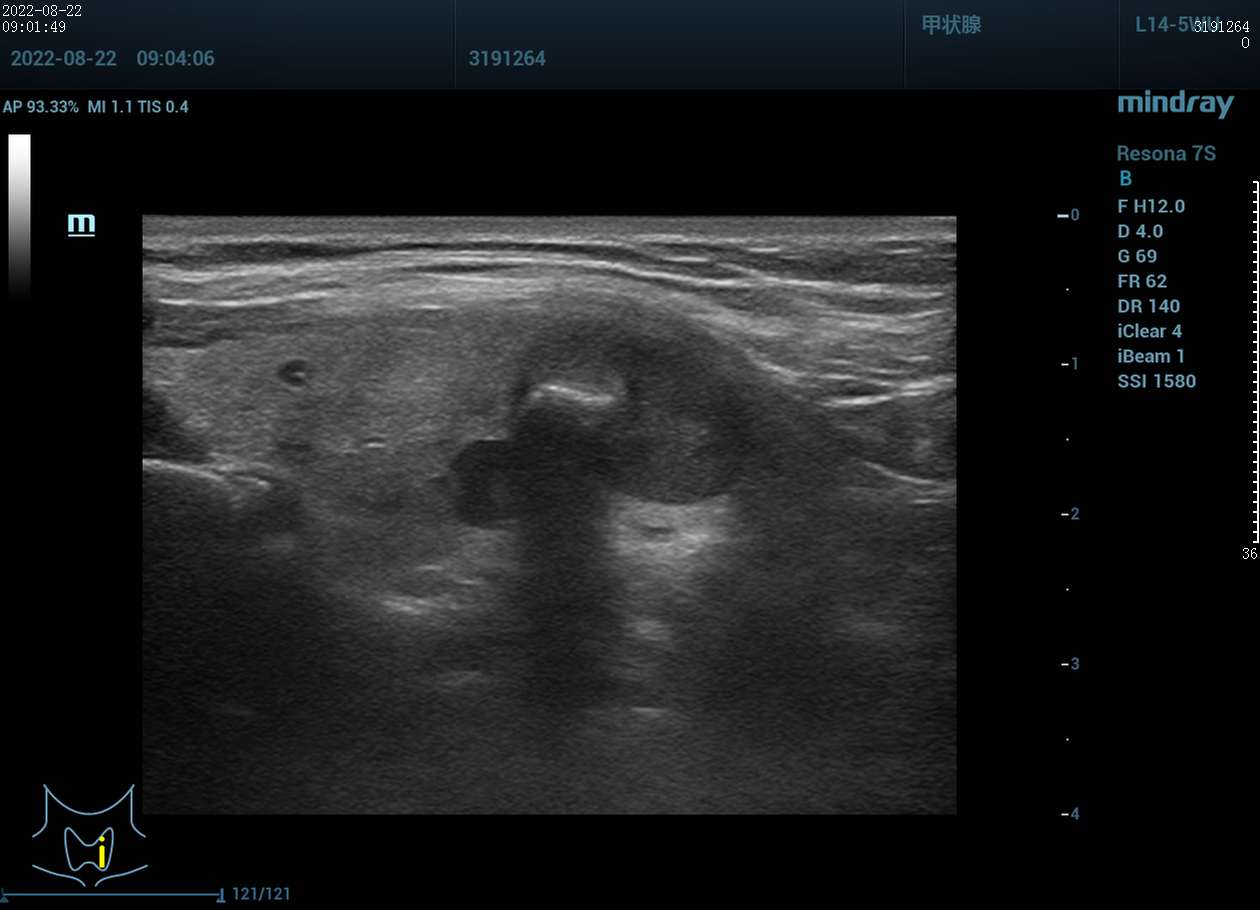 2022-08-22
09:01:49
甲状腺
3191264
0
2022-08-22 09:04:06
3191264
AP 93.33% MI 1.1 TIS 0.4
mindray
Resona 7S
B
F H12.0
D 4.0
G 69
FR 62
DR 140
iClear 4
iBeam 1
SSI 1580
m
0
1
2
3
4
36
121/121